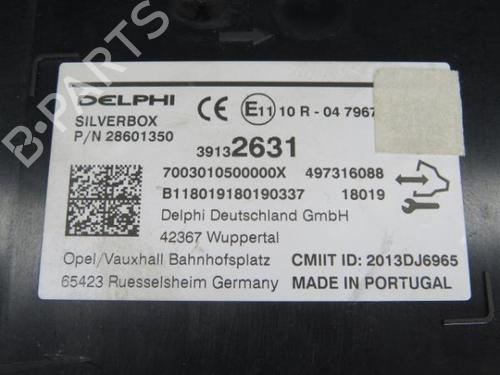 B-PARTS
DELPHI
SILVERBOX
P/N 28601350
CE E11 10 R - 04 7967
39132631
7003010500000X 497316088
B118019180190337 18019
Delphi Deutschland GmbH
42367 Wuppertal
Opel/Vauxhall Bahnhofsplatz CMIIT ID: 2013DJ6965
65423 Ruesselsheim Germany MADE IN PORTUGAL